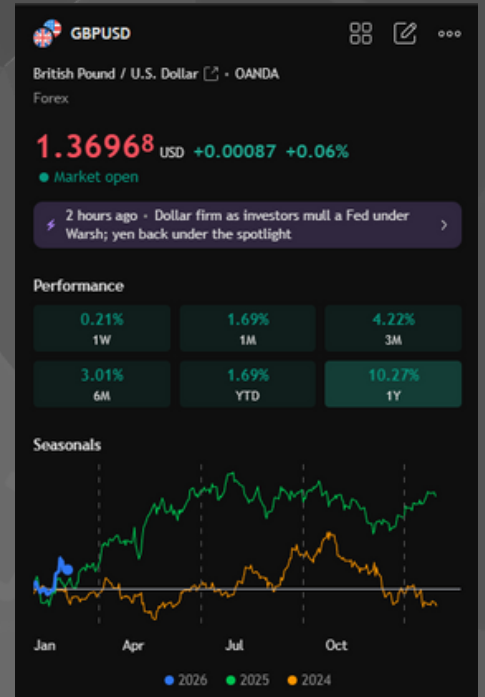 GBPUSD
British Pound / U.S. Dollar • OANDA
Forex
1.36968 USD +0.00087 +0.06%
Market open
2 hours ago • Dollar firm as investors mull a Fed under
Warsh; yen back under the spotlight
Performance
0.21% 1.69% 4.22%
1W 1M 3M
3.01% 1.69% 10.27%
6M YTD 1Y
Seasonals
Jan Apr Jul Oct
2026 2025 2024